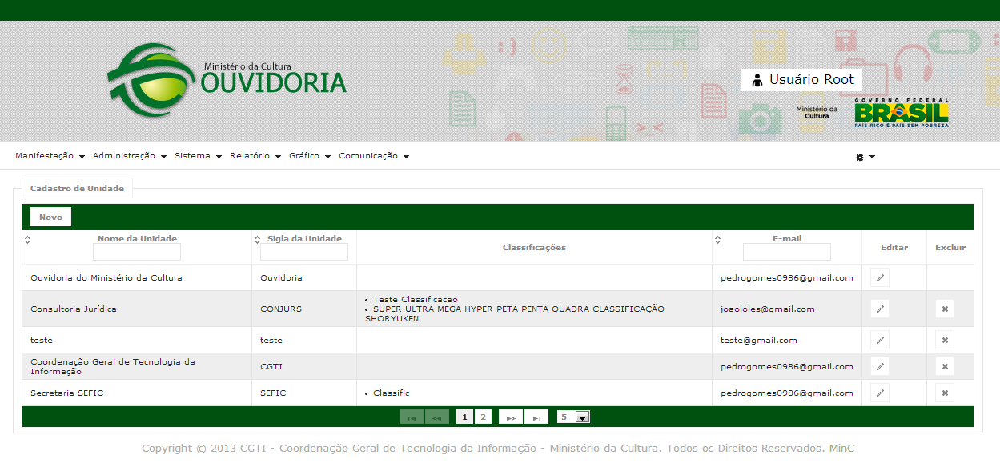 Ministério da Cultura
OUVIDORIA
:)
Usuário Root
>_<
Ministério da
Cultura
GOVERNO FEDERAL
BRASIL
PAÍS RICO É PAÍS SEM POBREZA
Manifestação Administração Sistema Relatório Gráfico Comunicação
Cadastro de Unidade
Novo
Nome da Unidade Sigla da Unidade Classificações E-mail Editar Excluir
Ouvidoria do Ministério da Cultura Ouvidoria pedrogomes0986@gmail.com
Consultoria Jurídica CONJURS • Teste Classificacao • SUPER ULTRA MEGA HYPER PETA PENTA QUADRA CLASSIFICAÇÃO SHORYUKEN joaololes@gmail.com
teste teste teste@gmail.com
Coordenação Geral de Tecnologia da Informação CGTI pedrogomes0986@gmail.com
Secretaria SEFIC SEFIC • Classific pedrogomes0986@gmail.com
1 2 5
Copyright © 2013 CGTI - Coordenação Geral de Tecnologia da Informação - Ministério da Cultura. Todos os Direitos Reservados. MinC